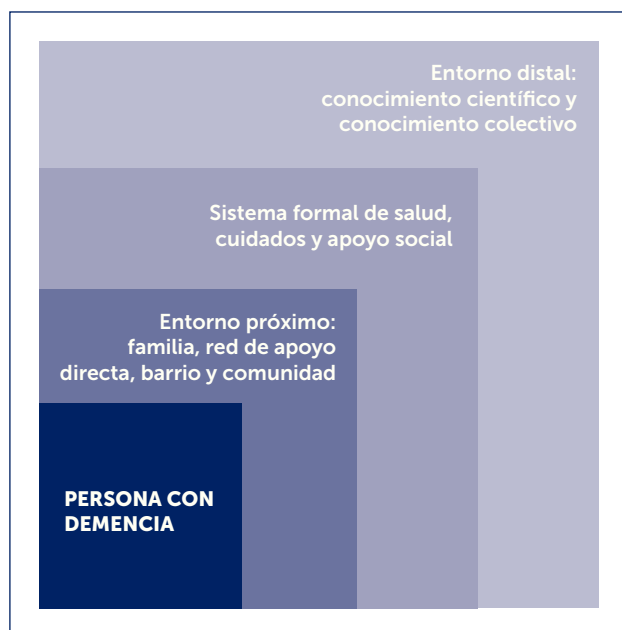 Entorno distal:
conocimiento científico y
conocimiento colectivo
Sistema formal de salud,
cuidados y apoyo social
Entorno próximo:
familia, red de apoyo
directa, barrio y comunidad
PERSONA CON
DEMENCIA